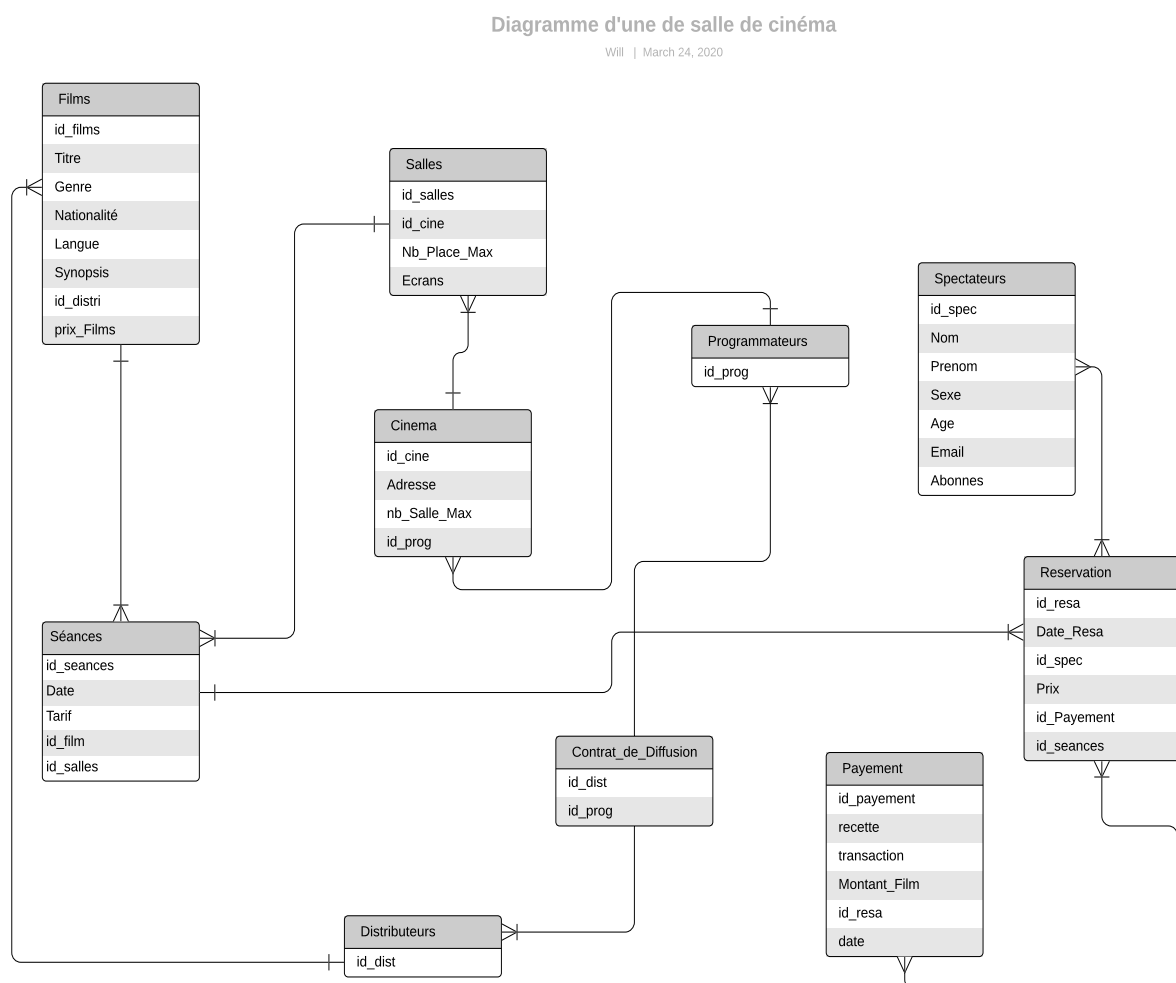 Diagramme d'une de salle de cinéma
Will | March 24, 2020
Films
id_films
Titre
Genre
Nationalité
Langue
Synopsis
id_distri
prix_Films
Salles
id_salles
id_cine
Nb_Place_Max
Ecrans
Cinema
id_cine
Adresse
nb_Salle_Max
id_prog
Programmateurs
id_prog
Spectateurs
id_spec
Nom
Prenom
Sexe
Age
Email
Abonnes
Séances
id_seances
Date
Tarif
id_film
id_salles
Reservation
id_resa
Date_Resa
id_spec
Prix
id_Payement
id_seances
Contrat_de_Diffusion
id_dist
id_prog
Payement
id_payement
recette
transaction
Montant_Film
id_resa
date
Distributeurs
id_dist